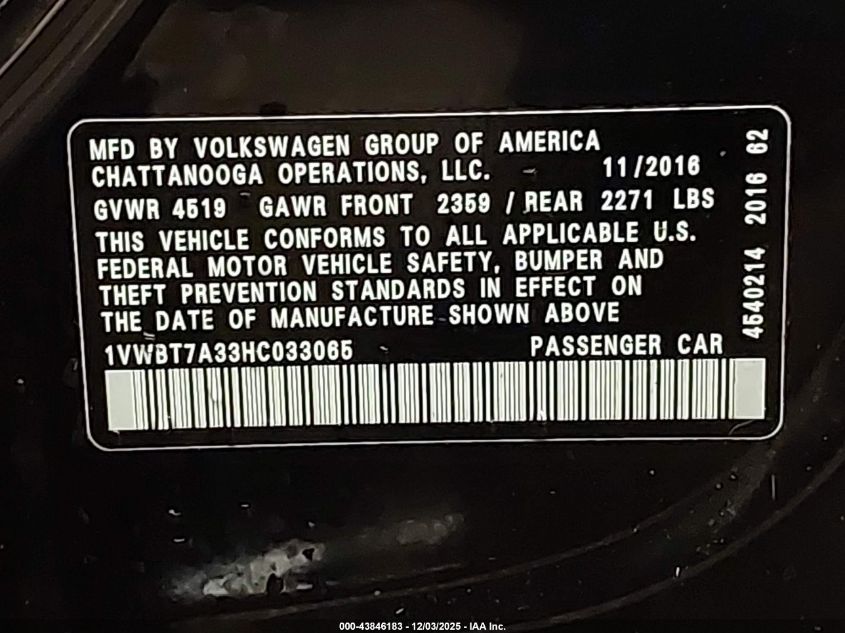 MFD BY VOLKSWAGEN GROUP OF AMERICA
CHATTANOOGA OPERATIONS, LLC. - 11/2016
GVWR 4519 GAWR FRONT 2359 / REAR 2271 LBS
THIS VEHICLE CONFORMS TO ALL APPLICABLE U.S.
FEDERAL MOTOR VEHICLE SAFETY, BUMPER AND
THEFT PREVENTION STANDARDS IN EFFECT ON
THE DATE OF MANUFACTURE SHOWN ABOVE
1VWBT7A33HC033065 PASSENGER CAR
4540214 2016 62
000-43846183 - 12/03/2025 - IAA Inc.